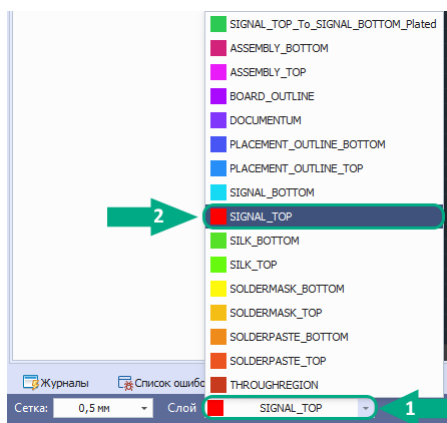 SIGNAL_TOP_To_SIGNAL_BOTTOM_Plated
ASSEMBLY_BOTTOM
ASSEMBLY_TOP
BOARD_OUTLINE
DOCUMENTUM
PLACEMENT_OUTLINE_BOTTOM
PLACEMENT_OUTLINE_TOP
SIGNAL_BOTTOM
2 SIGNAL_TOP
SILK_BOTTOM
SILK_TOP
SOLDERMASK_BOTTOM
SOLDERMASK_TOP
SOLDERPASTE_BOTTOM
SOLDERPASTE_TOP
THROUGHREGION
Журналы Список ошибо
Сетка: 0,5 мм Слой SIGNAL_TOP 1